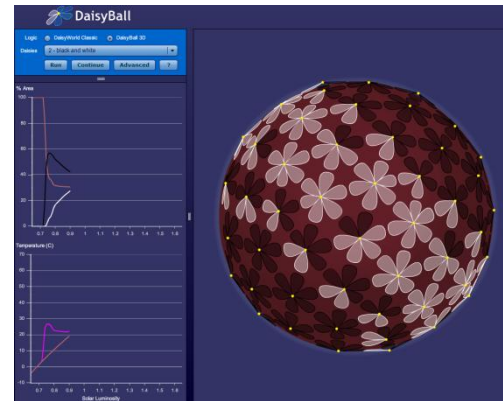 DaisyBall
Logic DaisyWorld Classic DaisyBall 3D
Daisies 2 - black and white
Run Continue Advanced ?
% Area
100
80
60
40
20
0
0.7 0.8 0.9 1 1.1 1.2 1.3 1.4 1.5 1.6
Temperature (C)
70
60
50
40
30
20
10
0
-10
0.7 0.8 0.9 1 1.1 1.2 1.3 1.4 1.5 1.6
Solar Luminosity